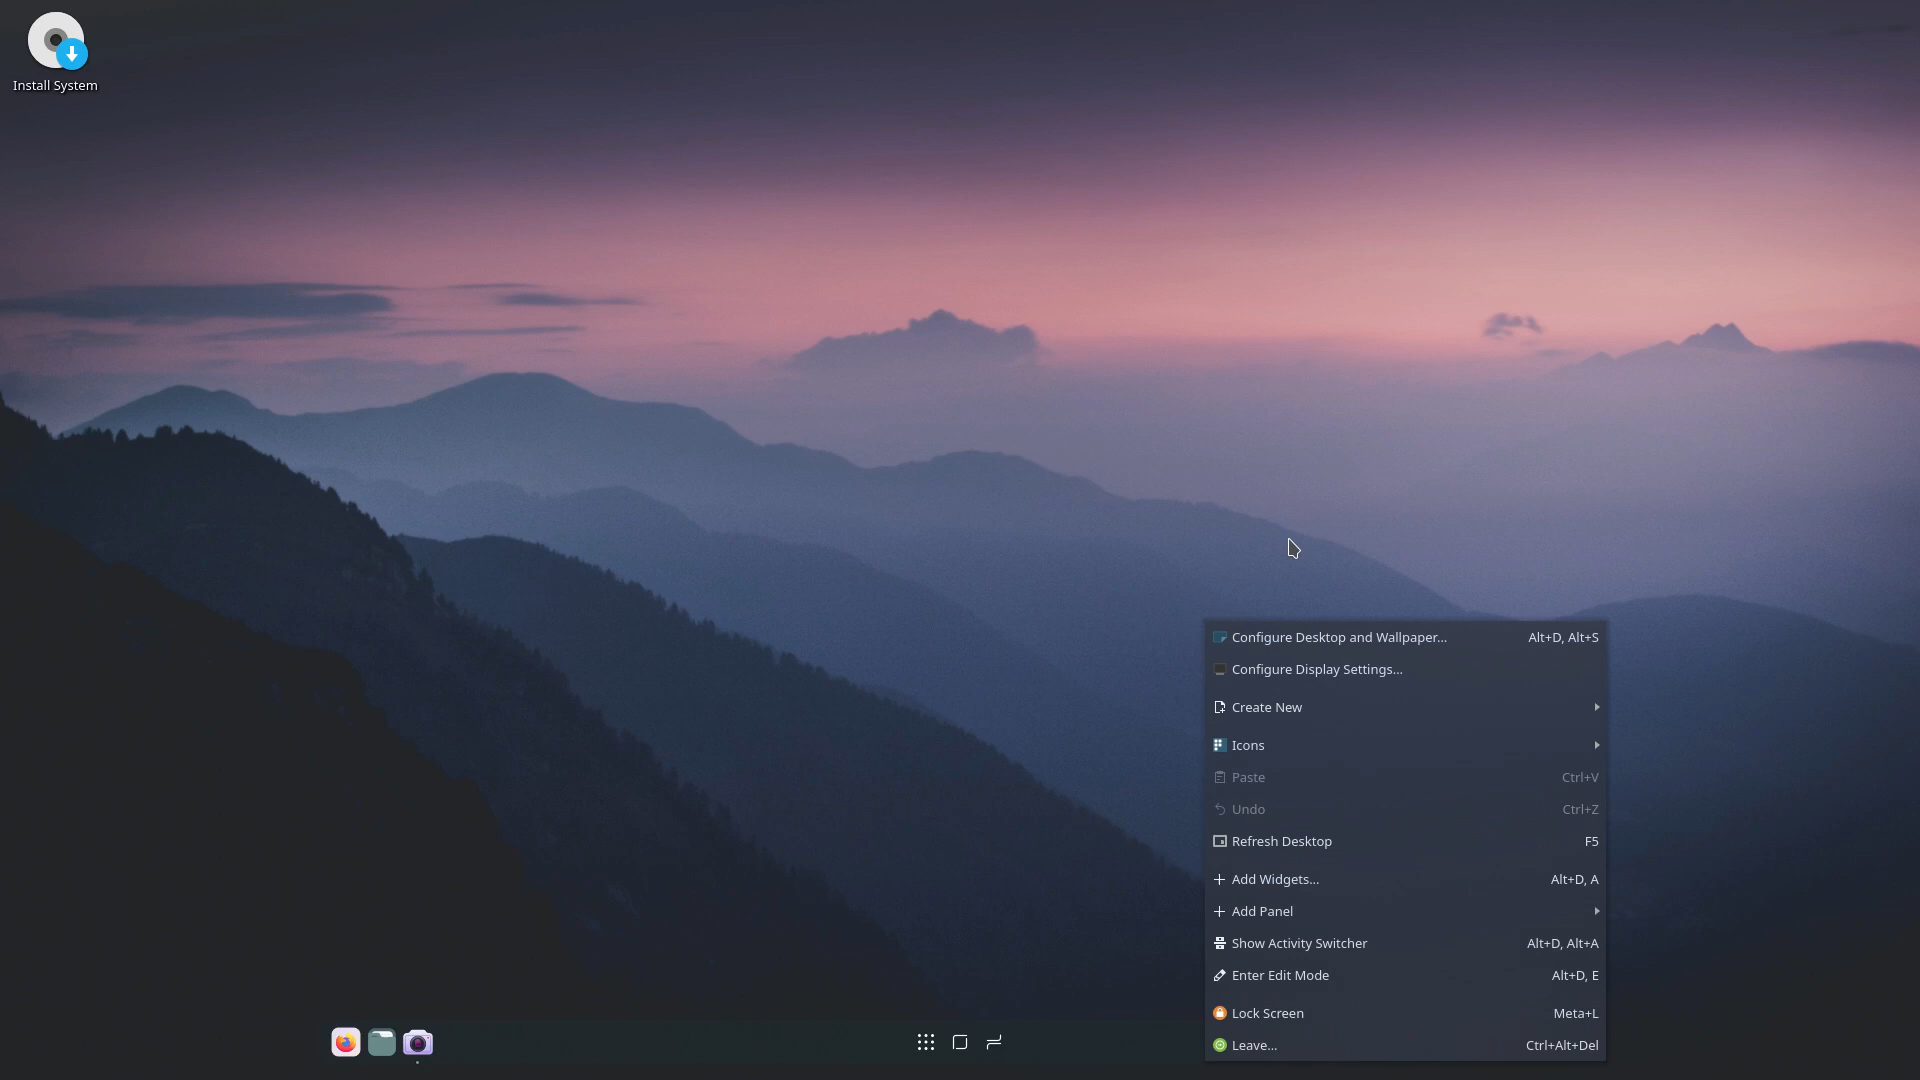 Install System
Configure Desktop and Wallpaper... Alt+D, Alt+S
Configure Display Settings...
Create New
Icons
Paste Ctrl+V
Undo Ctrl+Z
Refresh Desktop F5
Add Widgets... Alt+D, A
Add Panel
Show Activity Switcher Alt+D, Alt+A
Enter Edit Mode Alt+D, E
Lock Screen Meta+L
Leave... Ctrl+Alt+Del